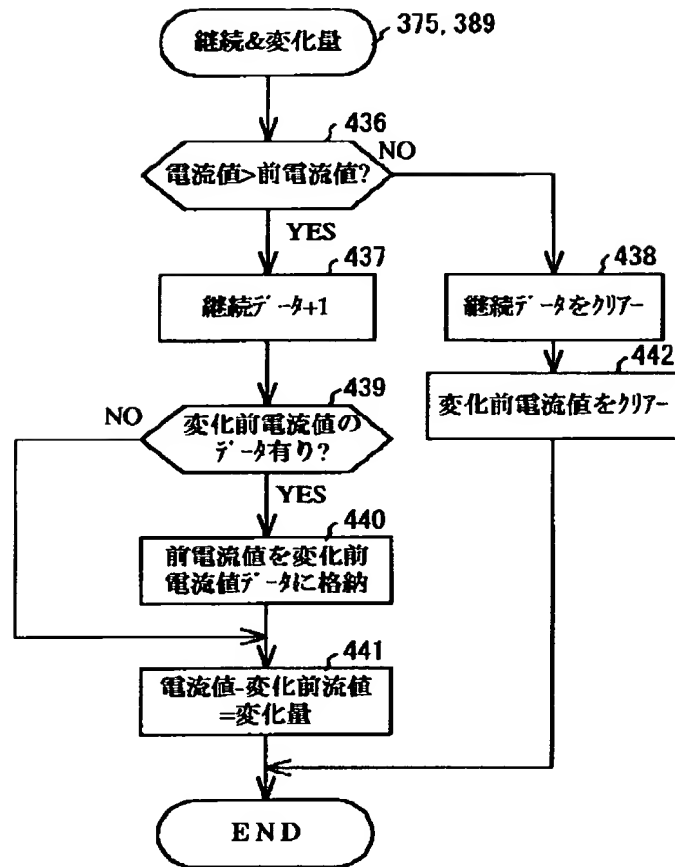 継続&変化量
375, 389
436
電流値>前電流値?
NO
YES
437
継続データ+1
438
継続データをクリアー
442
変化前電流値をクリアー
439
NO
変化前電流値の
データ有り?
YES
440
前電流値を変化前
電流値データに格納
441
電流値-変化前流値
=変化量
END